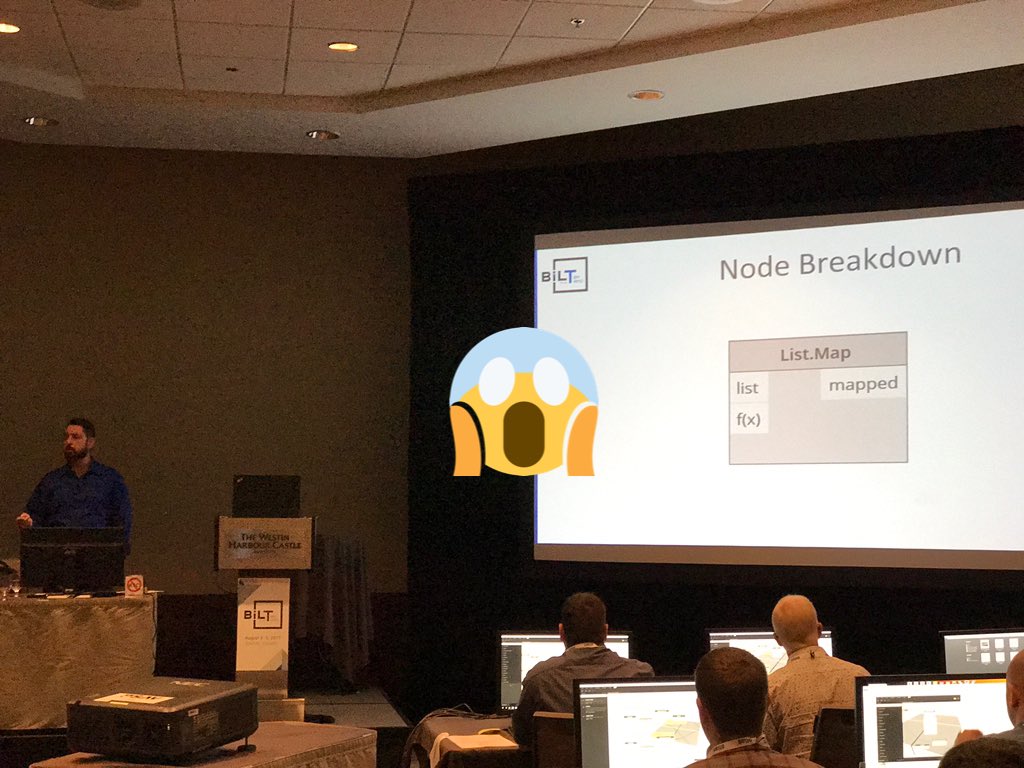 BiLT
Node Breakdown
List.Map
list
mapped
f(x)
THE WESTIN
HARBOUR CASTLE
BiLT